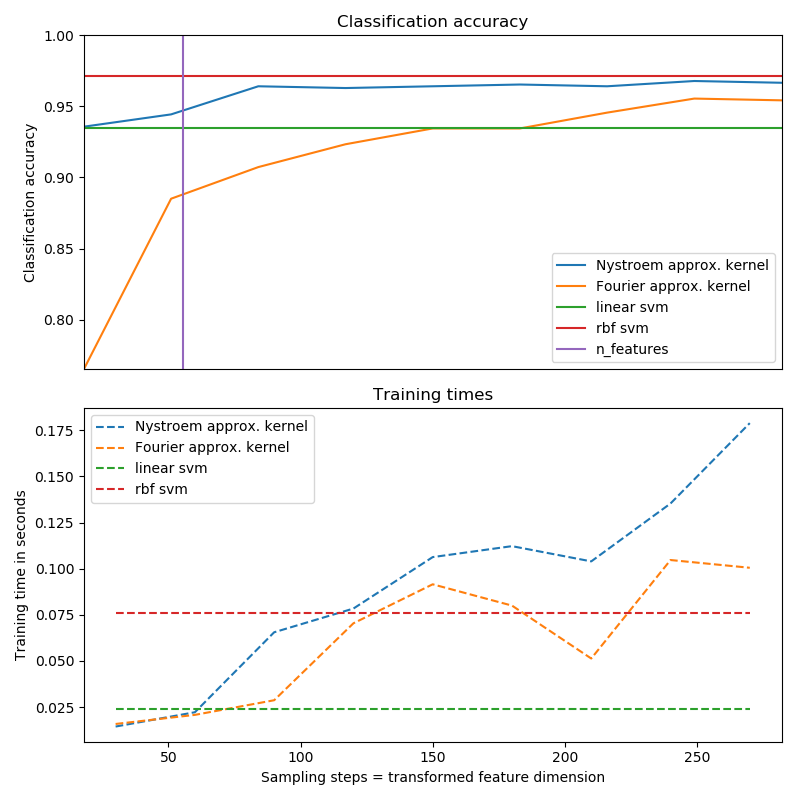 Classification accuracy
1.00
0.95
0.90
0.85
0.80
Classification accuracy
Nystroem approx. kernel
Fourier approx. kernel
linear svm
rbf svm
n_features
Training times
0.175
0.150
0.125
0.100
0.075
0.050
0.025
Training time in seconds
Nystroem approx. kernel
Fourier approx. kernel
linear svm
rbf svm
50
100
150
200
250
Sampling steps = transformed feature dimension